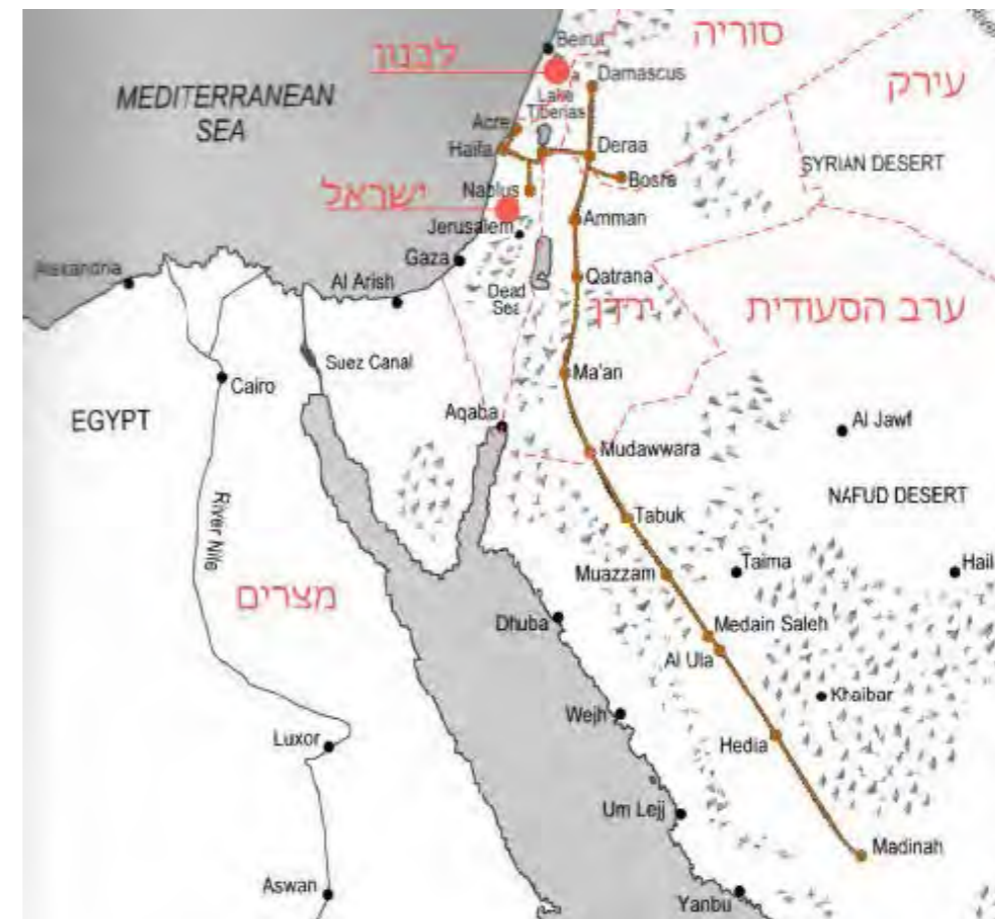 סוריה
Beirut
לבנון
Damascus
עירק
MEDITERRANEAN
SEA
Lake
Tiberias
Acre
Haifa
Deraa
SYRIAN DESERT
Bosra
Nablus
ישראל
Amman
Jerusalem
Gaza
Alexandria
Al Arish
Qatrana
Dead
Sea
ירדן
ערב הסעודית
Suez Canal
Ma'an
Cairo
EGYPT
Aqaba
Al Jawf
Mudawwara
River Nile
NAFUD DESERT
Tabuk
מצרים
Muazzam
Taima
Hail
Dhuba
Medain Saleh
Al Ula
Khaibar
Wejh
Luxor
Hedia
Um Lejj
Madinah
Aswan
Yanbu